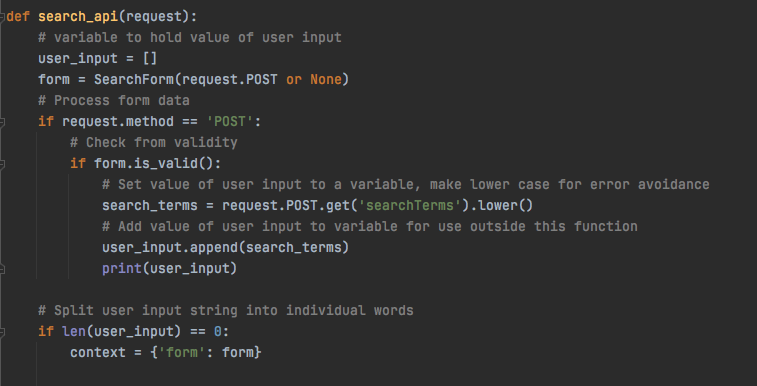 def search_api(request):
    # variable to hold value of user input
    user_input = []
    form = SearchForm(request.POST or None)
    # Process form data
    if request.method == 'POST':
        # Check from validity
        if form.is_valid():
            # Set value of user input to a variable, make lower case for error avoidance
            search_terms = request.POST.get('searchTerms').lower()
            # Add value of user input to variable for use outside this function
            user_input.append(search_terms)
            print(user_input)

    # Split user input string into individual words
    if len(user_input) == 0:
        context = {'form': form}